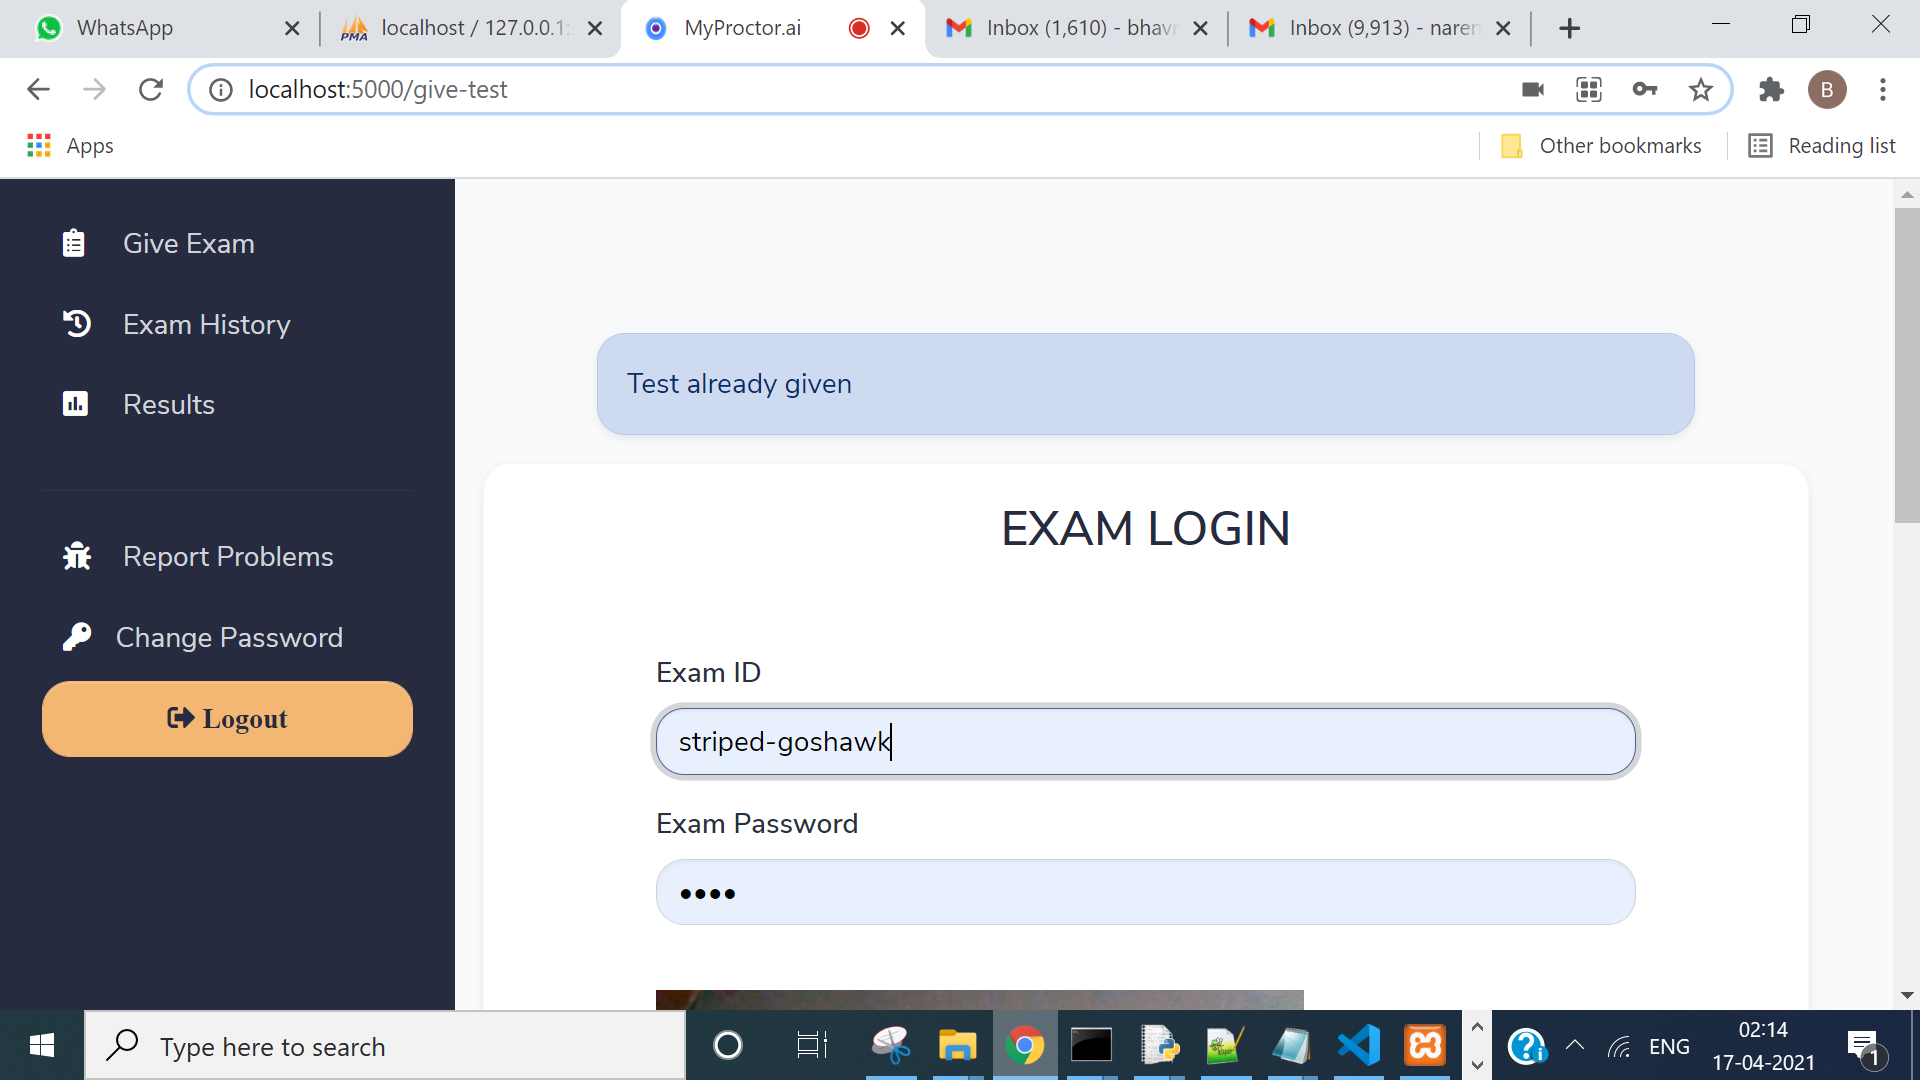 WhatsApp
localhost / 127.0.0.1:
MyProctor.ai
Inbox (1,610) - bhavn
Inbox (9,913) - naren
localhost:5000/give-test
B
Apps
Other bookmarks
Reading list
Give Exam
Exam History
Results
Report Problems
Change Password
Logout
Test already given
EXAM LOGIN
Exam ID
striped-goshawk
Exam Password
••••
Type here to search
ENG
02:14
17-04-2021
1